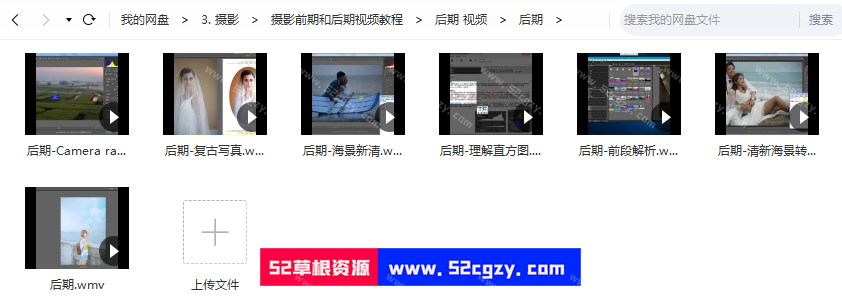 我的网盘 > 3. 摄影 > 摄影前期和后期视频教程 > 后期 视频 > 后期 > 搜索我的网盘文件 搜索
后期-Camera ra... 后期-复古写真.w... 后期-海景新清.w... 后期-理解直方图.... 后期-前段解析.w... 后期-清新海景转...
52草根资源 www.52cgzy.com
后期.wmv 上传文件